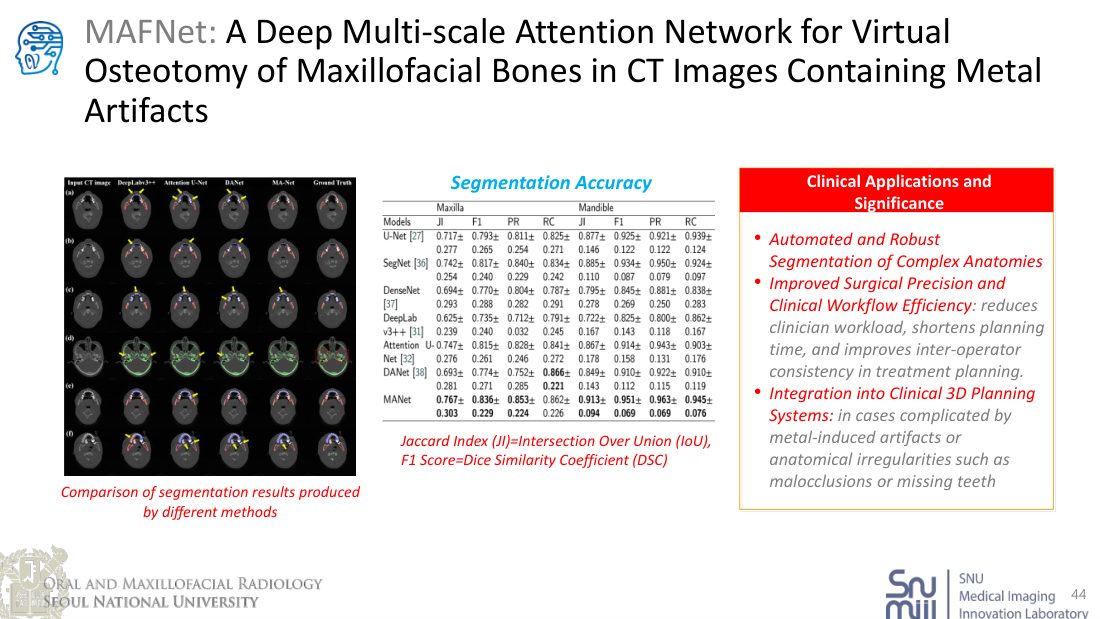 MAFNet: A Deep Multi-scale Attention Network for Virtual
Osteotomy of Maxillofacial Bones in CT Images Containing Metal
Artifacts
Input CT image DeepLabv3++ Attention U-Net DANet MA-Net Ground Truth
(a)
(b)
(c)
(d)
(e)
(f)
Comparison of segmentation results produced
by different methods
Segmentation Accuracy
Maxilla Mandible
Models JI F1 PR RC JI F1 PR RC
U-Net [27] 0.717± 0.793± 0.811± 0.825± 0.877± 0.925± 0.921± 0.939±
0.277 0.265 0.254 0.271 0.146 0.122 0.122 0.124
SegNet [36] 0.742± 0.817± 0.840± 0.834± 0.885± 0.934± 0.950± 0.924±
0.254 0.240 0.229 0.242 0.110 0.087 0.079 0.097
DenseNet 0.694± 0.770± 0.804± 0.787± 0.795± 0.845± 0.881± 0.838±
[37] 0.293 0.288 0.282 0.291 0.278 0.269 0.250 0.283
DeepLab 0.625± 0.735± 0.712± 0.791± 0.722± 0.825± 0.800± 0.862±
v3++ [31] 0.239 0.240 0.032 0.245 0.167 0.143 0.118 0.167
Attention U- 0.747± 0.815± 0.828± 0.841± 0.867± 0.914± 0.943± 0.903±
Net [32] 0.276 0.261 0.246 0.272 0.178 0.158 0.131 0.176
DANet [38] 0.693± 0.774± 0.752± 0.866± 0.849± 0.910± 0.922± 0.910±
0.281 0.271 0.285 0.221 0.143 0.112 0.115 0.119
MANet 0.767± 0.836± 0.853± 0.862± 0.913± 0.951± 0.963± 0.945±
0.303 0.229 0.224 0.226 0.094 0.069 0.069 0.076
Jaccard Index (JI)=Intersection Over Union (IoU),
F1 Score=Dice Similarity Coefficient (DSC)
Clinical Applications and
Significance
• Automated and Robust
Segmentation of Complex Anatomies
• Improved Surgical Precision and
Clinical Workflow Efficiency: reduces
clinician workload, shortens planning
time, and improves inter-operator
consistency in treatment planning.
• Integration into Clinical 3D Planning
Systems: in cases complicated by
metal-induced artifacts or
anatomical irregularities such as
malocclusions or missing teeth
ORAL AND MAXILLOFACIAL RADIOLOGY
SEOUL NATIONAL UNIVERSITY
SNU
Medical Imaging
Innovation Laboratory
44